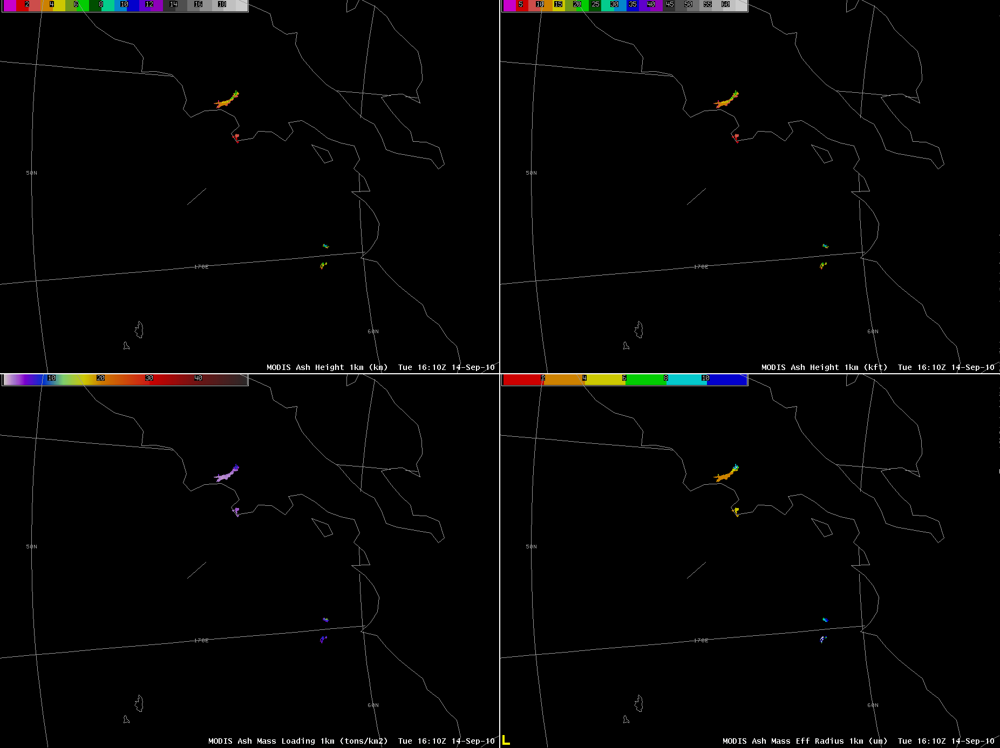 2 4 6 8 10 12 14 16 18
5 10 15 20 25 30 35 40 45 50 55 60
50N
170E
60N
MODIS Ash Height 1km (km) Tue 16:10Z 14-Sep-10
50N
170E
60N
MODIS Ash Height 1km (kft) Tue 16:10Z 14-Sep-10
10 20 30 40
2 4 6 8 10
50N
170E
60N
MODIS Ash Mass Loading 1km (tons/km2) Tue 16:10Z 14-Sep-10
50N
170E
60N
L
MODIS Ash Mass Eff Radius 1km (um) Tue 16:10Z 14-Sep-10